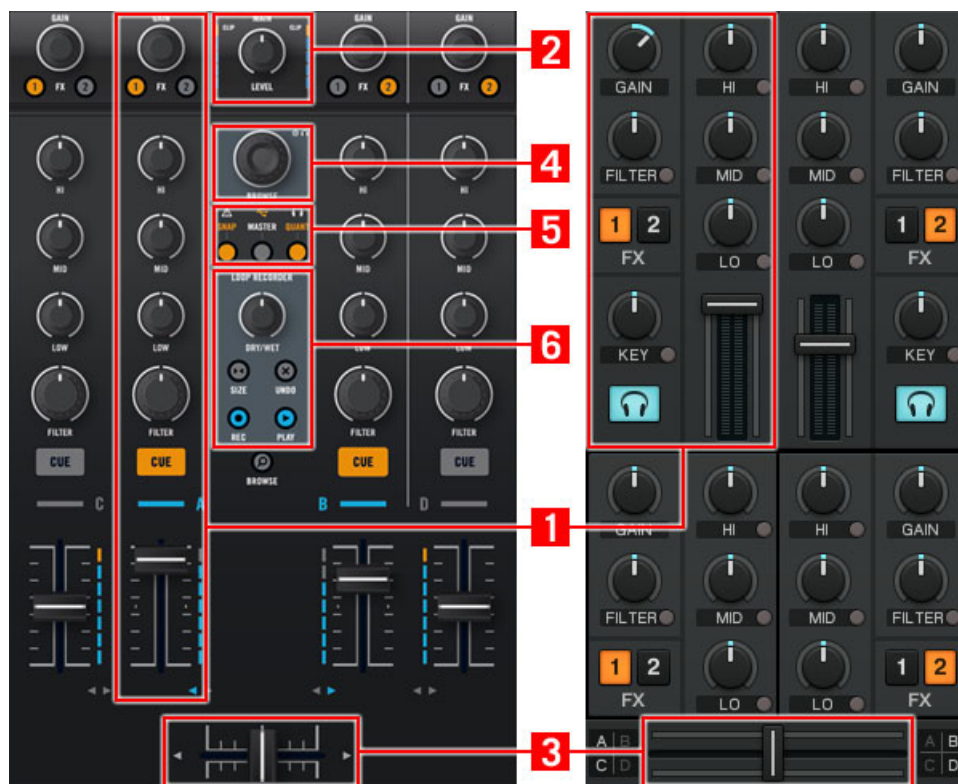 GAIN GAIN MAIN GAIN GAIN
CLIP CLIP
LEVEL
1 FX 2 1 FX 2 1 FX 2 1 FX 2
HI HI BROWSE HI HI
SNAP MASTER QUANT
MID MID MID MID
LOOP RECORDER
DRY/WET
LOW LOW LOW LOW
SIZE UNDO
REC PLAY
FILTER FILTER FILTER FILTER
CUE CUE CUE CUE
BROWSE
C A B D
2
4
5
6
1
3
GAIN HI HI GAIN
FILTER MID MID FILTER
1 2 1 2
FX LO LO FX
KEY KEY
GAIN HI HI GAIN
FILTER MID MID FILTER
1 2 1 2
FX LO LO FX
A B A B
C D C D